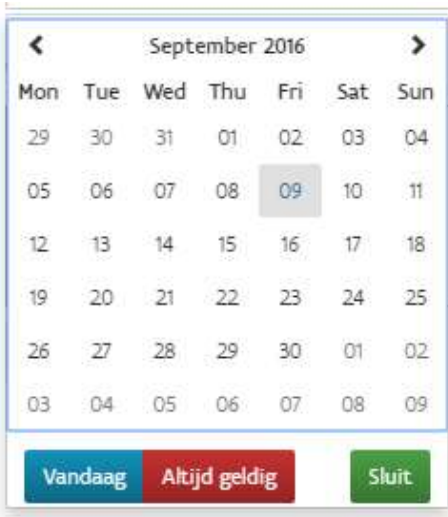 September 2016
Mon Tue Wed Thu Fri Sat Sun
29 30 31 01 02 03 04
05 06 07 08 09 10 11
12 13 14 15 16 17 18
19 20 21 22 23 24 25
26 27 28 29 30 01 02
03 04 05 06 07 08 09
Vandaag Altijd geldig Sluit